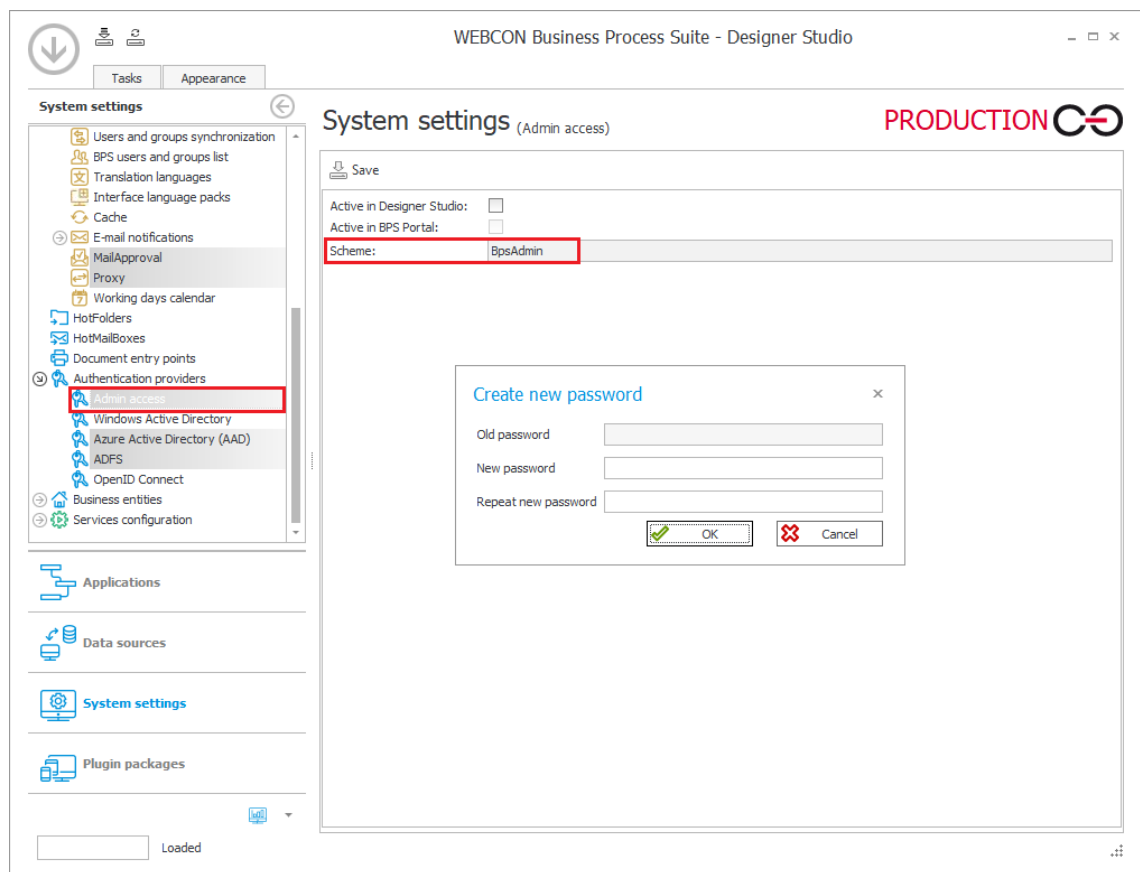 WEBCON Business Process Suite - Designer Studio
Tasks Appearance
System settings
Users and groups synchronization
BPS users and groups list
Translation languages
Interface language packs
Cache
E-mail notifications
MailApproval
Proxy
Working days calendar
HotFolders
HotMailBoxes
Document entry points
Authentication providers
Admin access
Windows Active Directory
Azure Active Directory (AAD)
ADFS
OpenID Connect
Business entities
Services configuration
Applications
Data sources
System settings
Plugin packages
Loaded
System settings (Admin access)
PRODUCTION
Save
Active in Designer Studio:
Active in BPS Portal:
Scheme: BpsAdmin
Create new password
Old password
New password
Repeat new password
OK Cancel